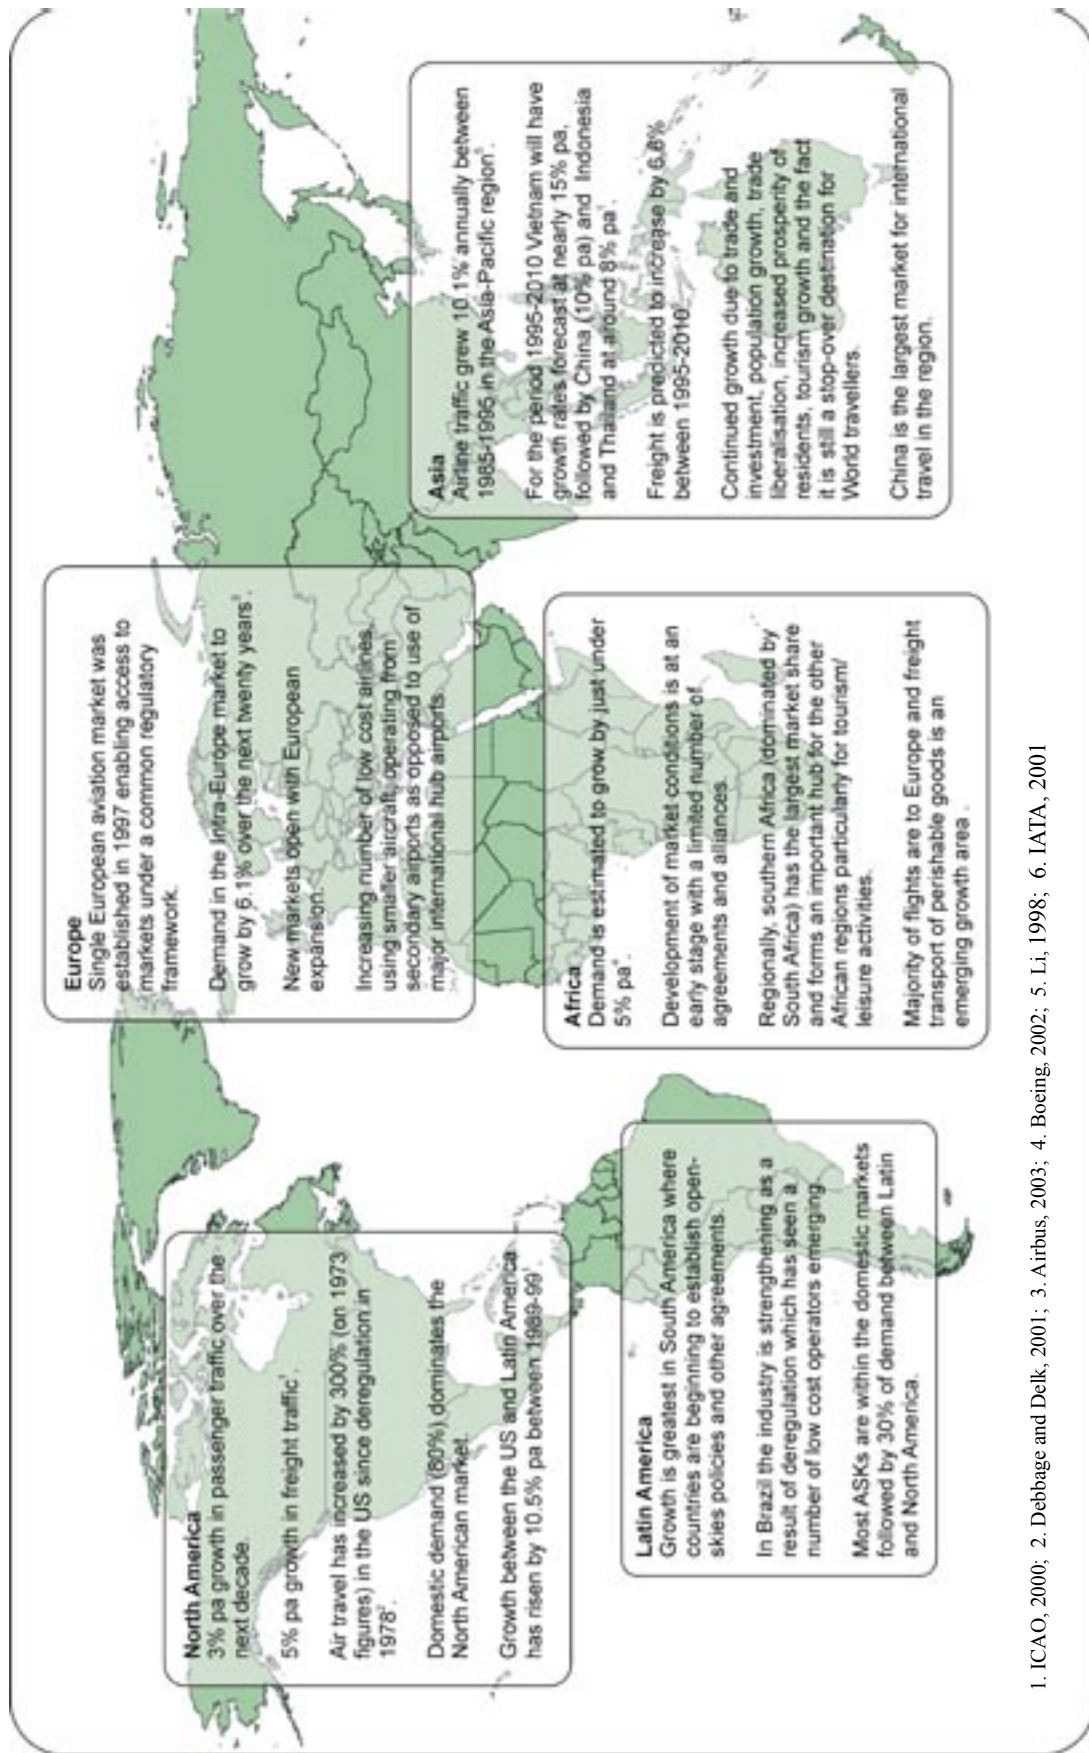 North America
3% pa growth in passenger traffic over the
next decade.
5% pa growth in freight traffic¹.
Air travel has increased by 300% (on 1973
figures) in the US since deregulation in
1978².
Domestic demand (80%) dominates the
North American market.
Growth between the US and Latin America
has risen by 10.5% pa between 1989-99
Latin America
Growth is greatest in South America where
countries are beginning to establish open-
skies policies and other agreements.
In Brazil the industry is strengthening as a
result of deregulation which has seen a
number of low cost operators emerging.
Most ASKs are within the domestic markets
followed by 30% of demand between Latin
and North America.
Europe
Single European aviation market was
established in 1997 enabling access to
markets under a common regulatory
framework.
Demand in the Intra-Europe market to
grow by 6.1% over the next twenty years³.
New markets open with European
expansion.
Increasing number of low cost airlines,
using smaller aircraft, operating from
secondary airports as opposed to use of
major international hub airports.
Africa
Demand is estimated to grow by just under
5% pa⁴.
Development of market conditions is at an
early stage with a limited number of
agreements and alliances.
Regionally, southern Africa (dominated by
South Africa) has the largest market share
and forms an important hub for the other
African regions particularly for tourism/
leisure activities.
Majority of flights are to Europe and freight
transport of perishable goods is an
emerging growth area .
Asia
Airline traffic grew 10.1% annually between
1985-1995 in the Asia-Pacific region⁵.
For the period 1995-2010 Vietnam will have
growth rates forecast at nearly 15% pa,
followed by China (10% pa) and Indonesia
and Thailand at around 8% pa¹.
Freight is predicted to increase by
between 1995-2010
Continued growth due to trade and
investment, population growth, trade
liberalisation, increased prosperity of
residents, tourism growth and the fact
it is still a stop-over destination for
World travellers.
China is the largest market for international
travel in the region.
1. ICAO, 2000; 2. Debbage and Delk, 2001; 3. Airbus, 2003; 4. Boeing, 2002; 5. Li, 1998; 6. IATA, 2001